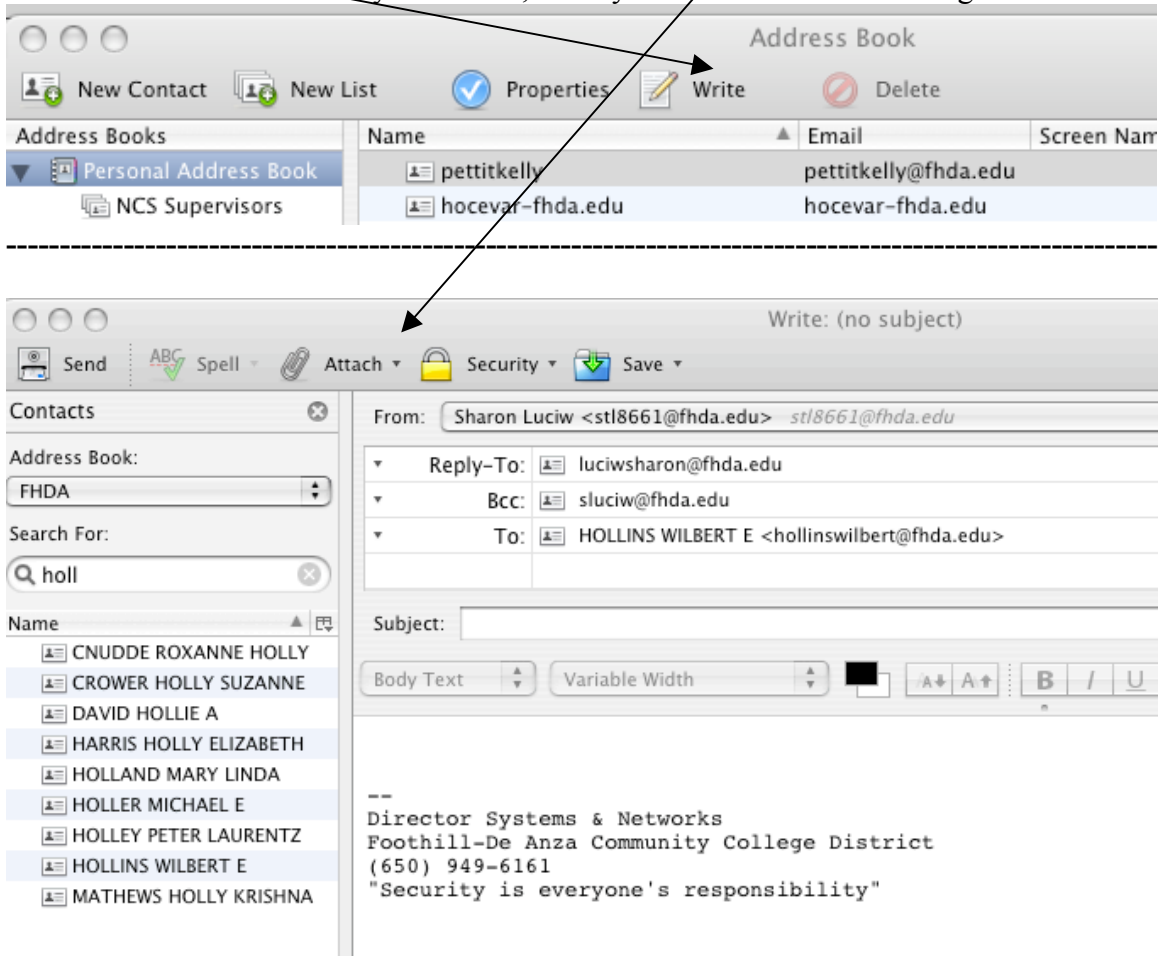 Address Book
New Contact New List Properties Write Delete
Address Books Name Email Screen Nam
Personal Address Book pettitkelly pettitkelly@fhda.edu
NCS Supervisors hocevar-fhda.edu hocevar-fhda.edu
Write: (no subject)
Send ABC Spell Attach Security Save
Contacts
Address Book:
FHDA
Search For:
holl
Name
CNUDDE ROXANNE HOLLY
CROWER HOLLY SUZANNE
DAVID HOLLIE A
HARRIS HOLLY ELIZABETH
HOLLAND MARY LINDA
HOLLER MICHAEL E
HOLLEY PETER LAURENTZ
HOLLINS WILBERT E
MATHEWS HOLLY KRISHNA
From: Sharon Luciw <stl8661@fhda.edu> stl8661@fhda.edu
Reply-To: luciwsharon@fhda.edu
Bcc: sluciw@fhda.edu
To: HOLLINS WILBERT E <hollinswilbert@fhda.edu>
Subject:
Body Text Variable Width A A B I U
--
Director Systems & Networks
Foothill-De Anza Community College District
(650) 949-6161
"Security is everyone's responsibility"